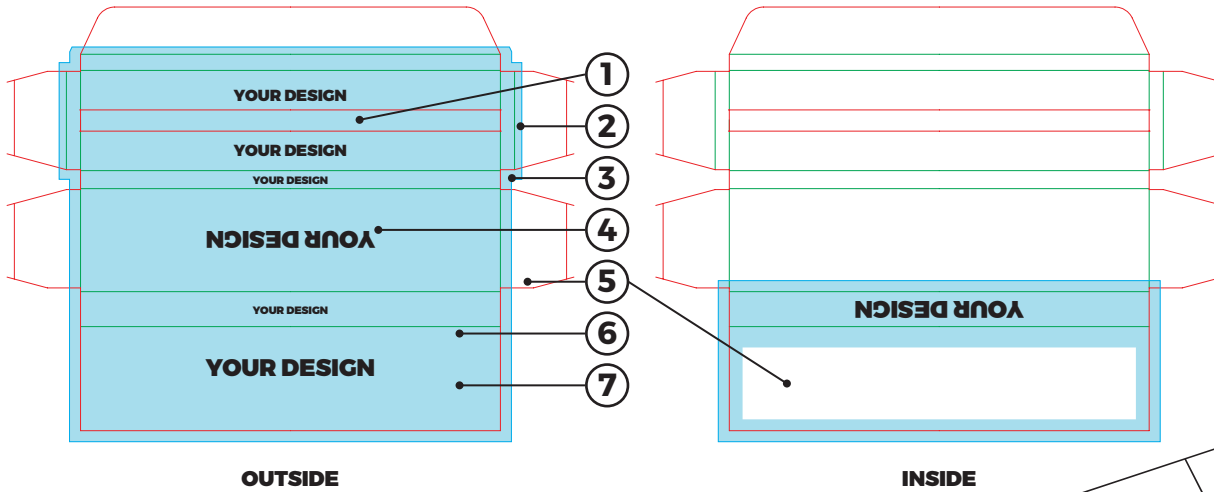 YOUR DESIGN
1
2
YOUR DESIGN
3
YOUR DESIGN
4
YOUR DESIGN
5
YOUR DESIGN
YOUR DESIGN
6
YOUR DESIGN
7
OUTSIDE
INSIDE